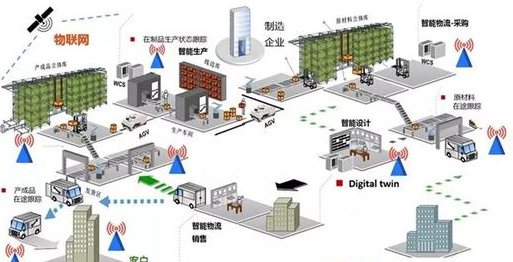 物联网
在制品生产状态跟踪
智能生产
线边库
制造
企业
原材料立体库
智能物流-采购
产成品立体库
WCS
WCS
AGV
AGV
生产车间
原材料
在途跟踪
智能设计
Digital twin
产成品
在途跟踪
发货区
智能物流
销售
客户